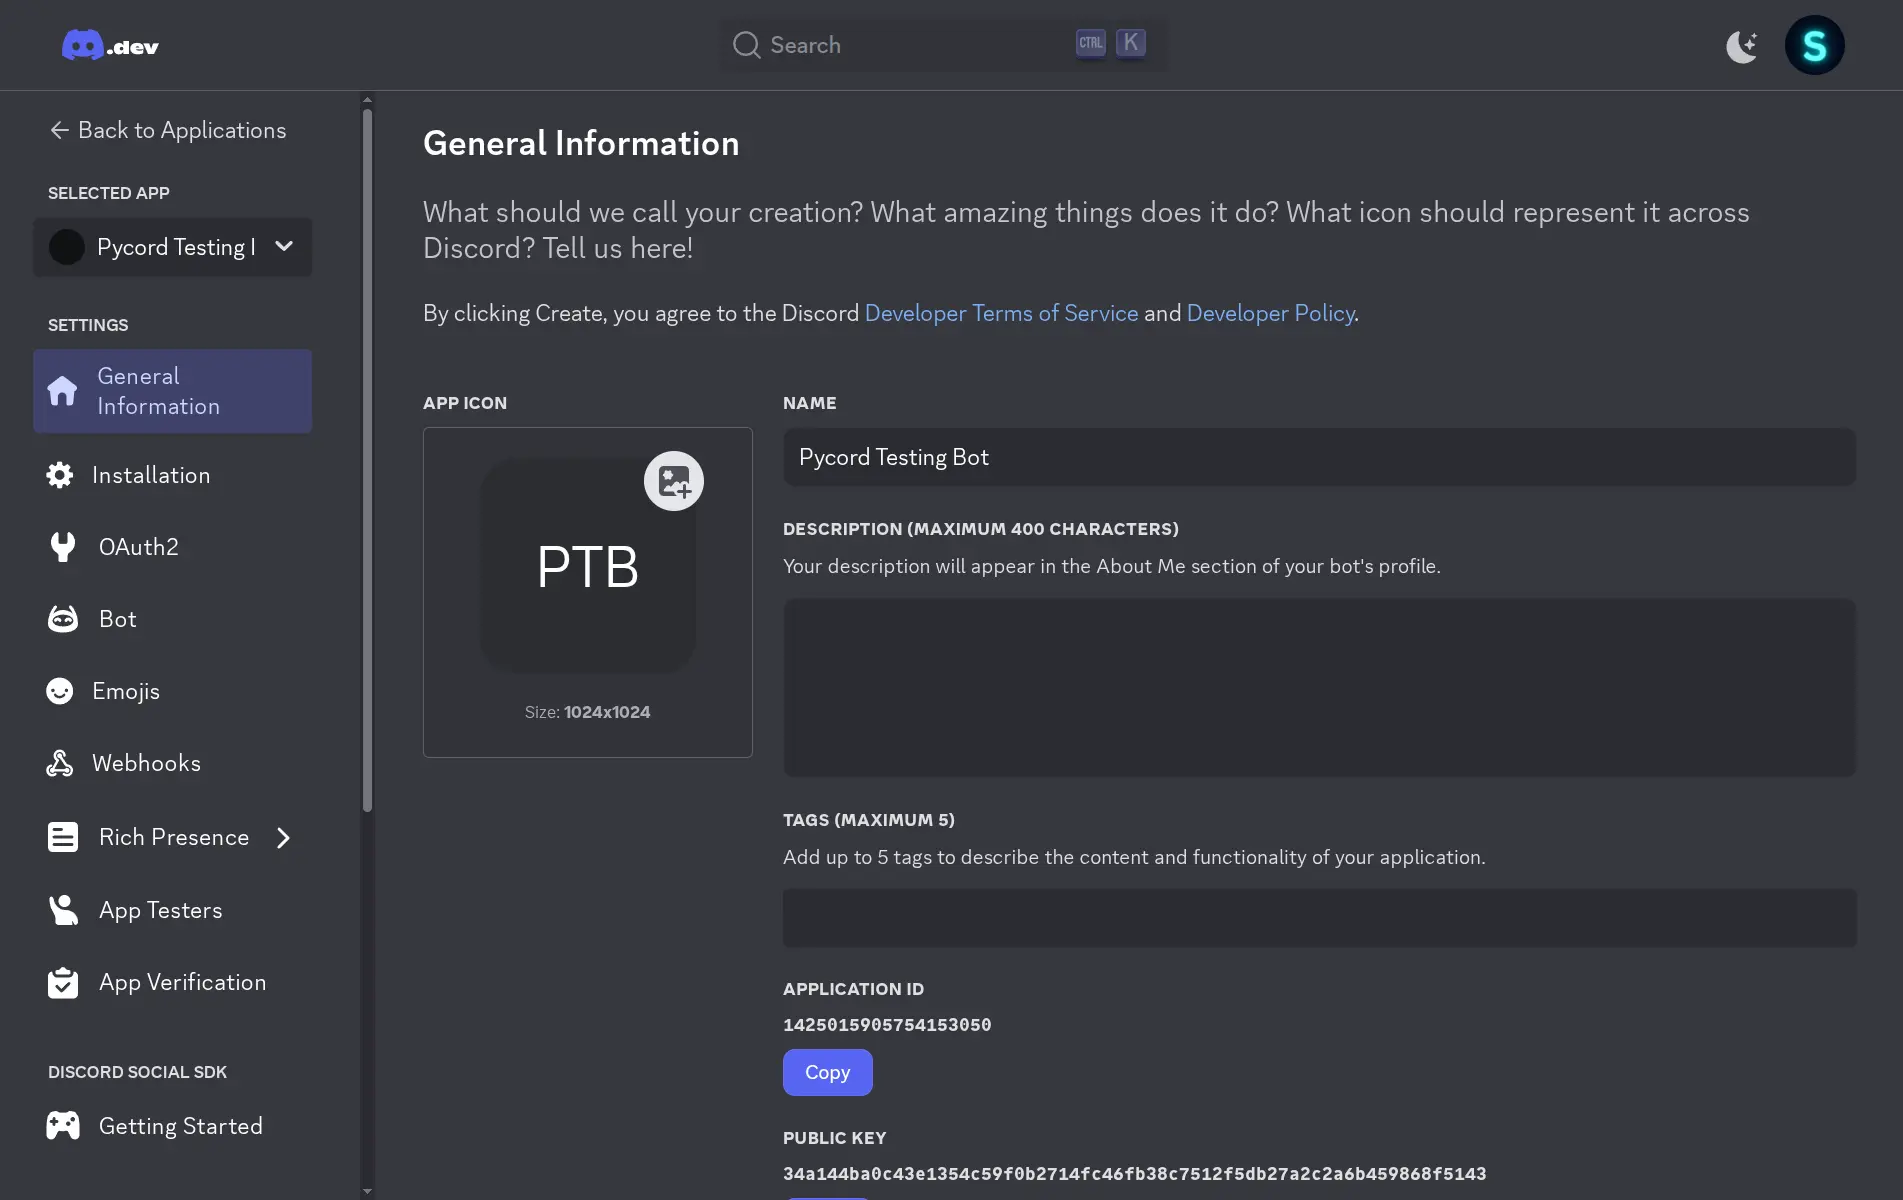 .dev
Search
CTRL K
S
Back to Applications
SELECTED APP
Pycord Testing
SETTINGS
General
Information
Installation
OAuth2
Bot
Emojis
Webhooks
Rich Presence
App Testers
App Verification
DISCORD SOCIAL SDK
Getting Started
General Information
What should we call your creation? What amazing things does it do? What icon should represent it across
Discord? Tell us here!
By clicking Create, you agree to the Discord Developer Terms of Service and Developer Policy.
APP ICON
PTB
Size: 1024x1024
NAME
Pycord Testing Bot
DESCRIPTION (MAXIMUM 400 CHARACTERS)
Your description will appear in the About Me section of your bot's profile.
TAGS (MAXIMUM 5)
Add up to 5 tags to describe the content and functionality of your application.
APPLICATION ID
1425015905754153050
Copy
PUBLIC KEY
34a144ba0c43e1354c59f0b2714fc46fb38c7512f5db27a2c2a6b459868f5143